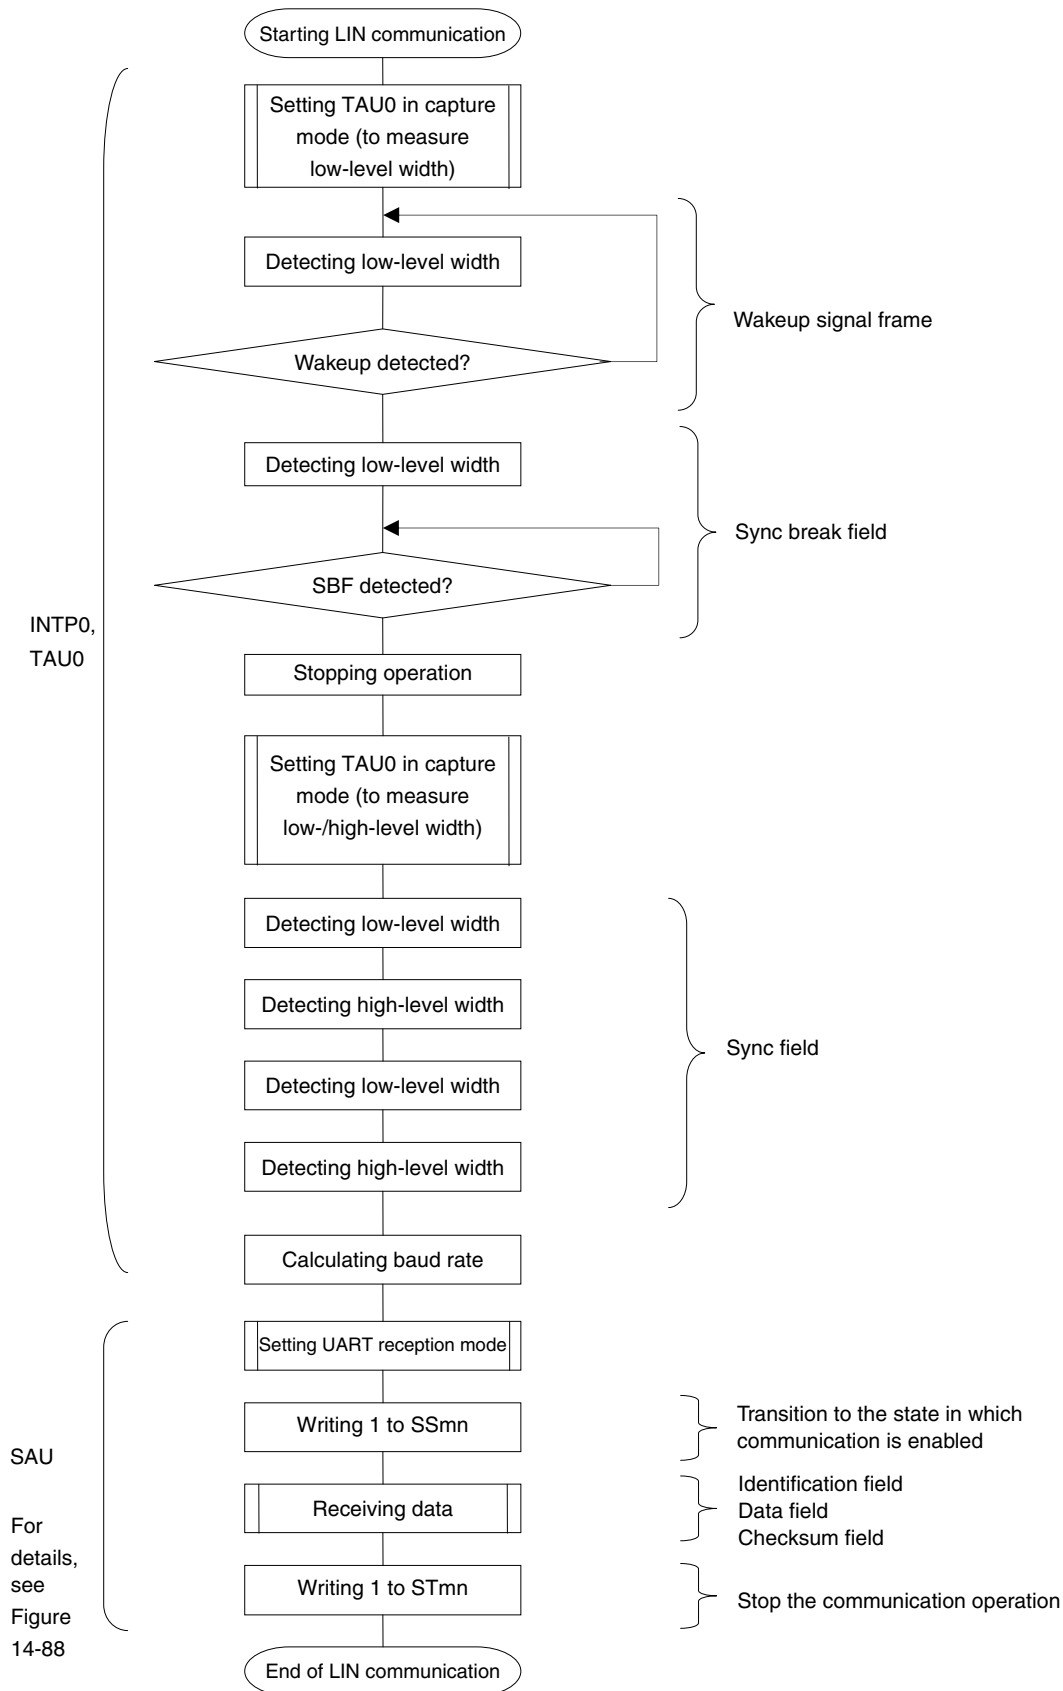 Starting LIN communication
Setting TAU0 in capture
mode (to measure
low-level width)
Detecting low-level width
Wakeup detected?
Wakeup signal frame
Detecting low-level width
SBF detected?
Sync break field
INTP0,
TAU0
Stopping operation
Setting TAU0 in capture
mode (to measure
low-/high-level width)
Detecting low-level width
Detecting high-level width
Detecting low-level width
Detecting high-level width
Sync field
Calculating baud rate
Setting UART reception mode
Writing 1 to SSmn
Transition to the state in which
communication is enabled
Receiving data
Identification field
Data field
Checksum field
Writing 1 to STmn
Stop the communication operation
SAU
For
details,
see
Figure
14-88
End of LIN communication